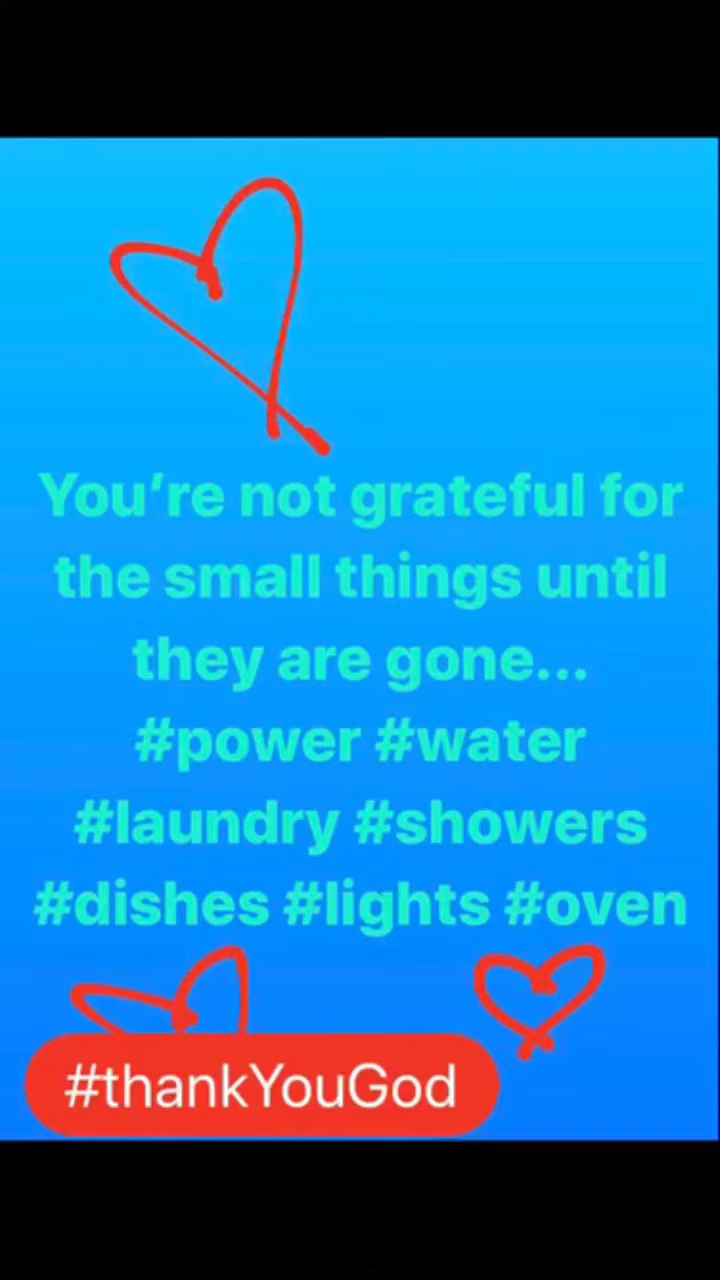 You're not grateful for
the small things until
they are gone...
#power #water
#laundry #showers
#dishes #lights #oven
#thankYouGod